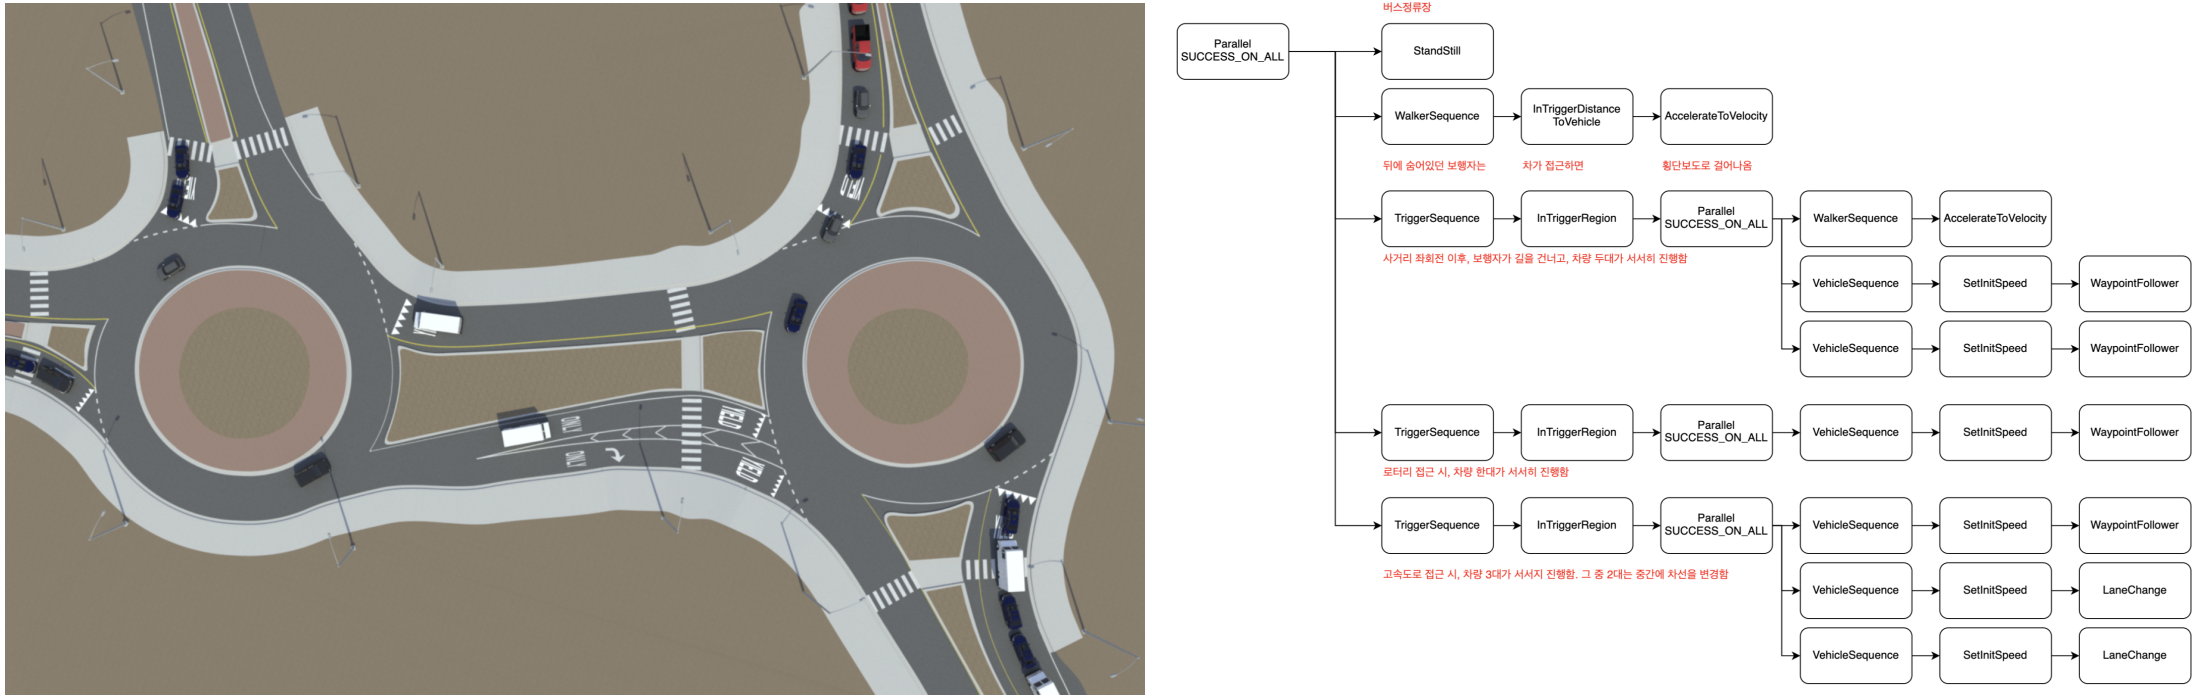 YIELD
YIELD
ONLY
ONLY
YIELD
YIELD
버스정류장
Parallel
SUCCESS_ON_ALL
StandStill
WalkerSequence
InTriggerDistance
ToVehicle
AccelerateToVelocity
뒤에 숨어있던 보행자는
차가 접근하면
횡단보도로 걸어나옴
TriggerSequence
InTriggerRegion
Parallel
SUCCESS_ON_ALL
WalkerSequence
AccelerateToVelocity
사거리 좌회전 이후, 보행자가 길을 건너고, 차량 두대가 서서히 진행함
VehicleSequence
SetInitSpeed
WaypointFollower
VehicleSequence
SetInitSpeed
WaypointFollower
TriggerSequence
InTriggerRegion
Parallel
SUCCESS_ON_ALL
VehicleSequence
SetInitSpeed
WaypointFollower
로터리 접근 시, 차량 한대가 서서히 진행함
TriggerSequence
InTriggerRegion
Parallel
SUCCESS_ON_ALL
VehicleSequence
SetInitSpeed
WaypointFollower
고속도로 접근 시, 차량 3대가 서서지 진행함. 그 중 2대는 중간에 차선을 변경함
VehicleSequence
SetInitSpeed
LaneChange
VehicleSequence
SetInitSpeed
LaneChange